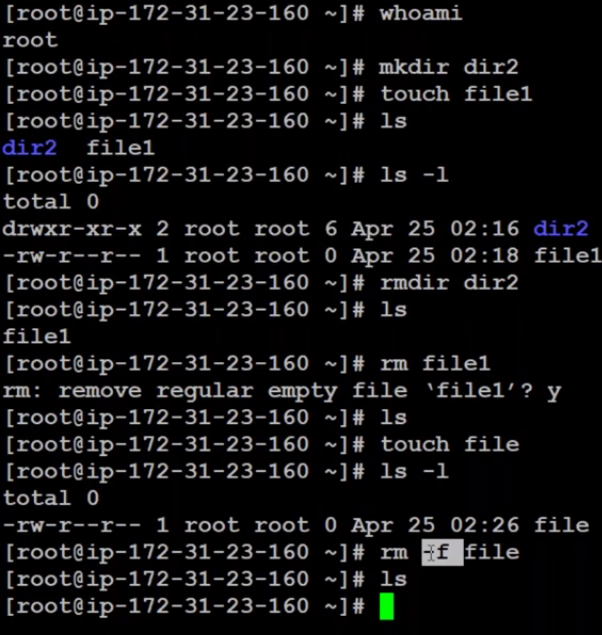 [root@ip-172-31-23-160 ~]# whoami
root
[root@ip-172-31-23-160 ~]# mkdir dir2
[root@ip-172-31-23-160 ~]# touch file1
[root@ip-172-31-23-160 ~]# ls
dir2  file1
[root@ip-172-31-23-160 ~]# ls -l
total 0
drwxr-xr-x 2 root root 6 Apr 25 02:16 dir2
-rw-r--r-- 1 root root 0 Apr 25 02:18 file1
[root@ip-172-31-23-160 ~]# rmdir dir2
[root@ip-172-31-23-160 ~]# ls
file1
[root@ip-172-31-23-160 ~]# rm file1
rm: remove regular empty file ‘file1’? y
[root@ip-172-31-23-160 ~]# ls
[root@ip-172-31-23-160 ~]# touch file
[root@ip-172-31-23-160 ~]# ls -l
total 0
-rw-r--r-- 1 root root 0 Apr 25 02:26 file
[root@ip-172-31-23-160 ~]# rm -f file
[root@ip-172-31-23-160 ~]# ls
[root@ip-172-31-23-160 ~]#